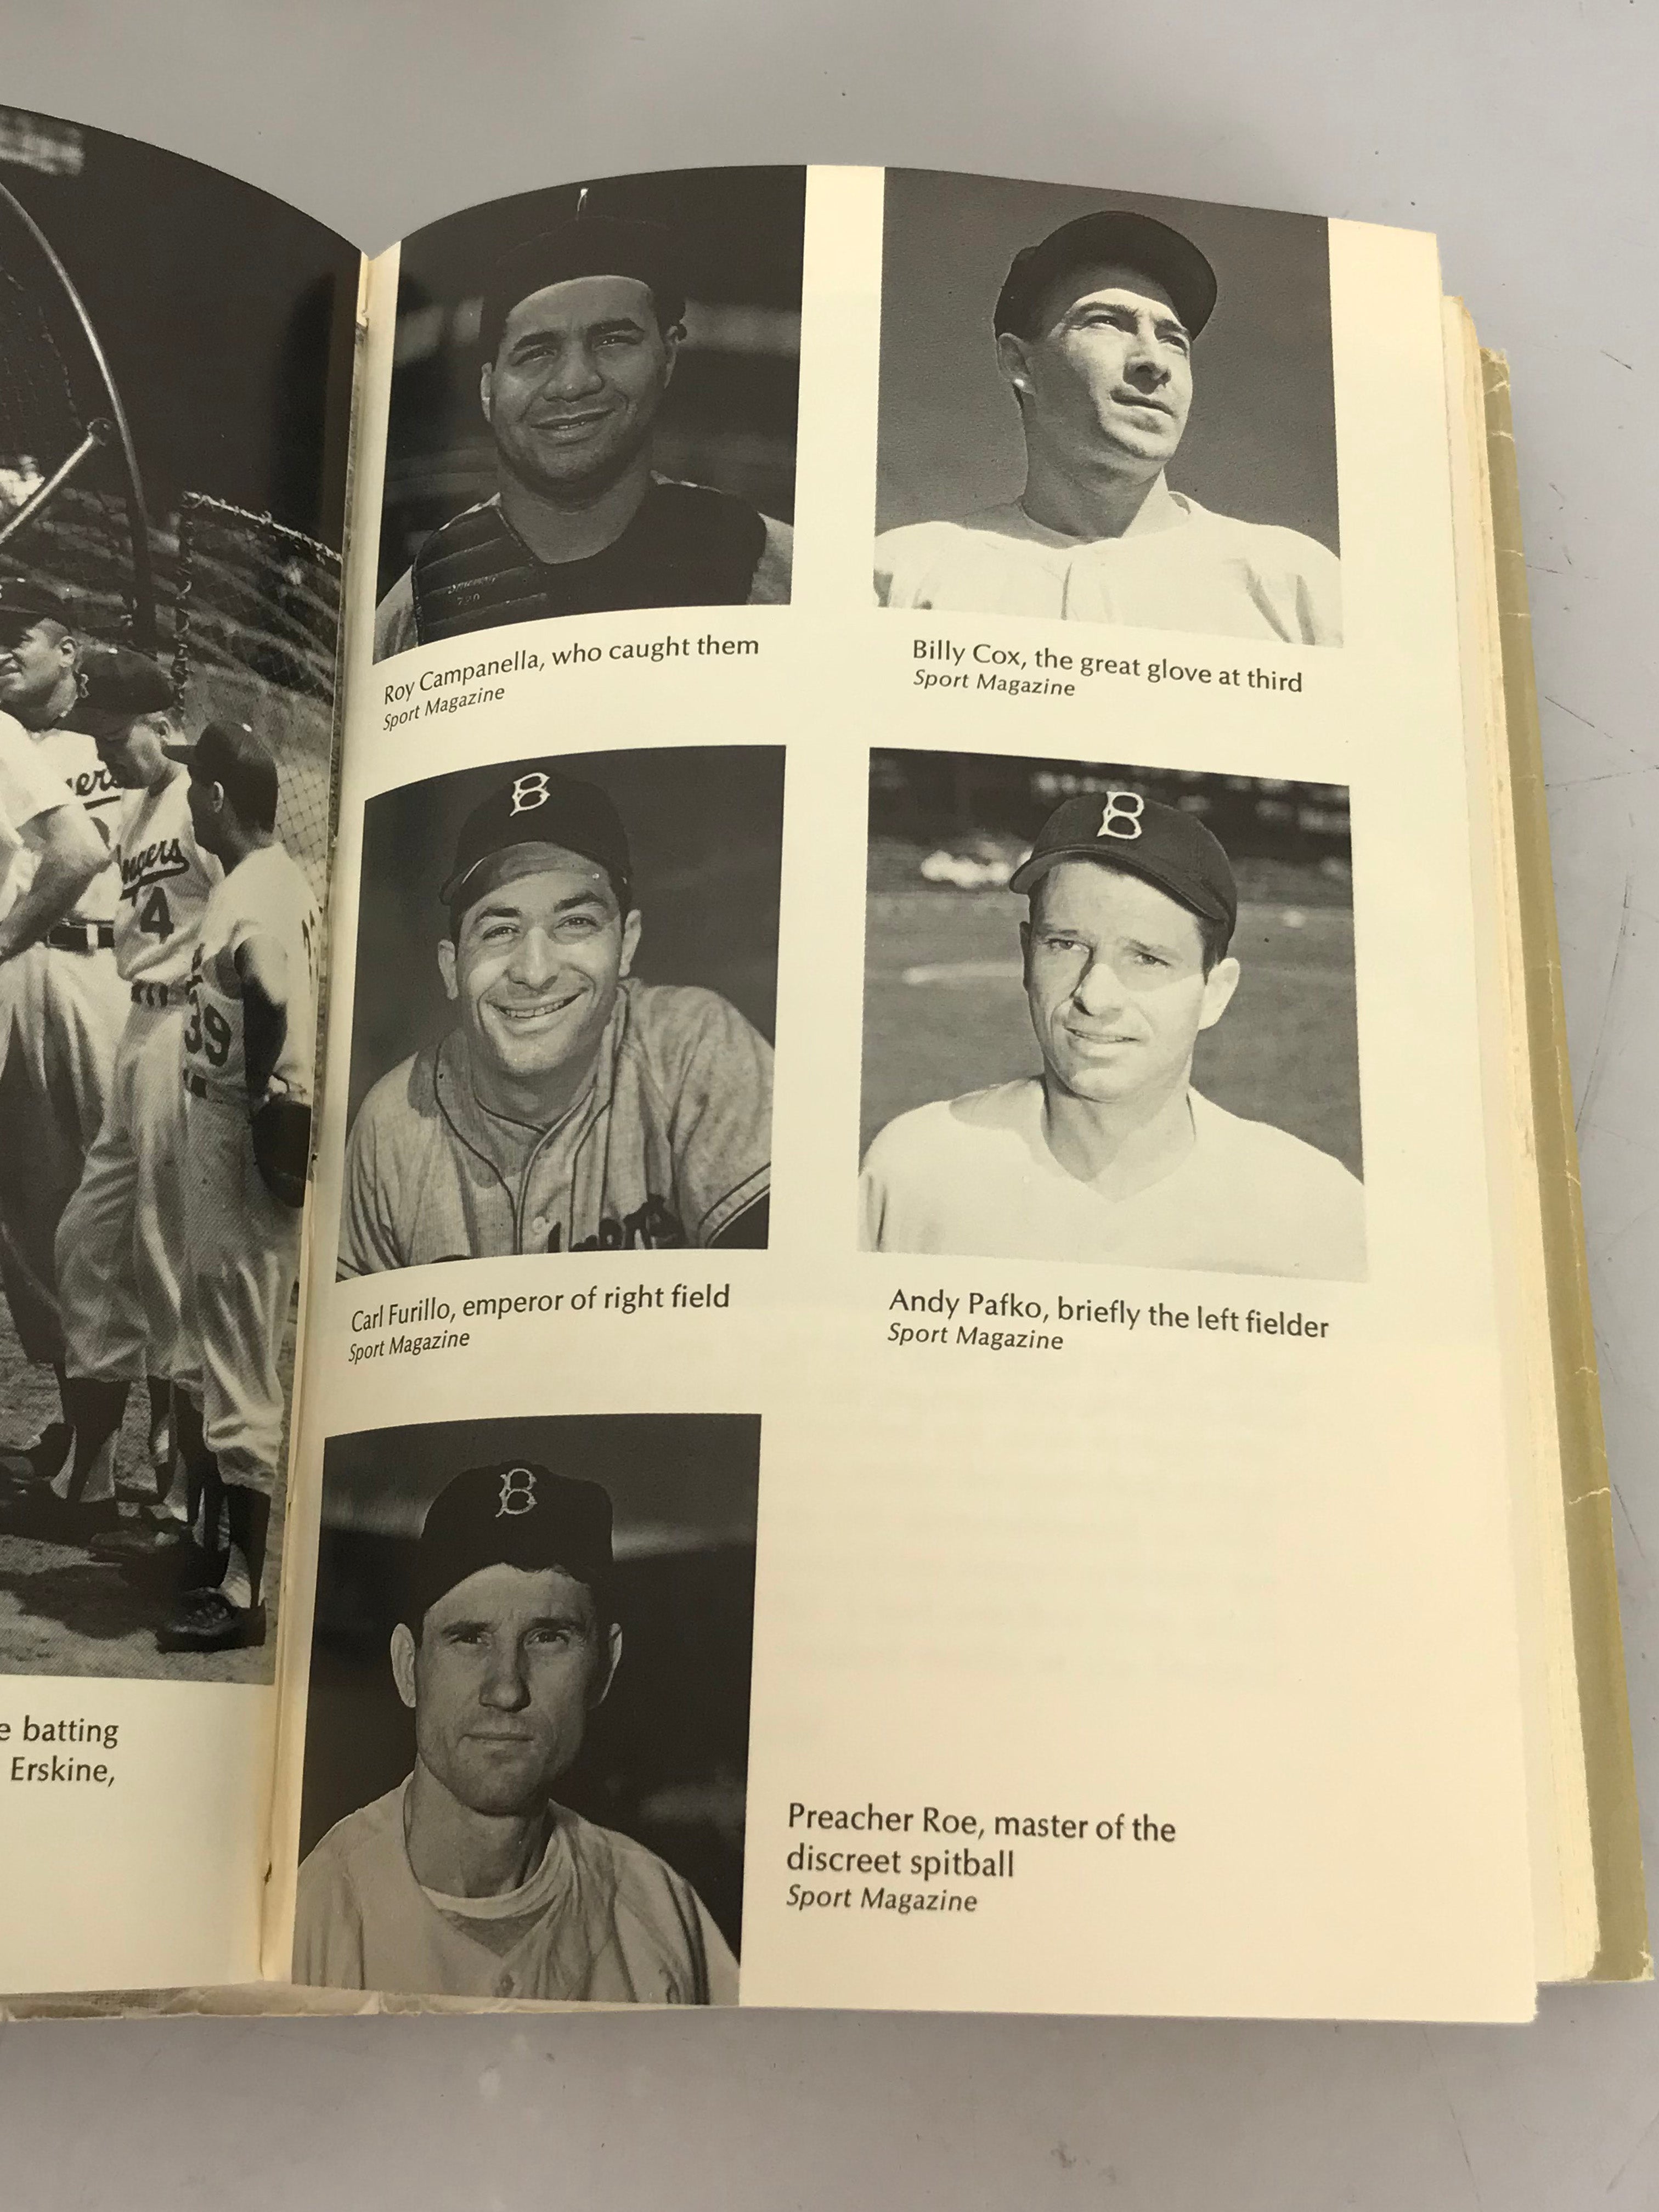 Roy Campanella, who caught them
Sport Magazine
Billy Cox, the great glove at third
Sport Magazine
B
B
4
39
Carl Furillo, emperor of right field
Sport Magazine
Andy Pafko, briefly the left fielder
Sport Magazine
B
e batting
Erskine,
Preacher Roe, master of the
discreet spitball
Sport Magazine